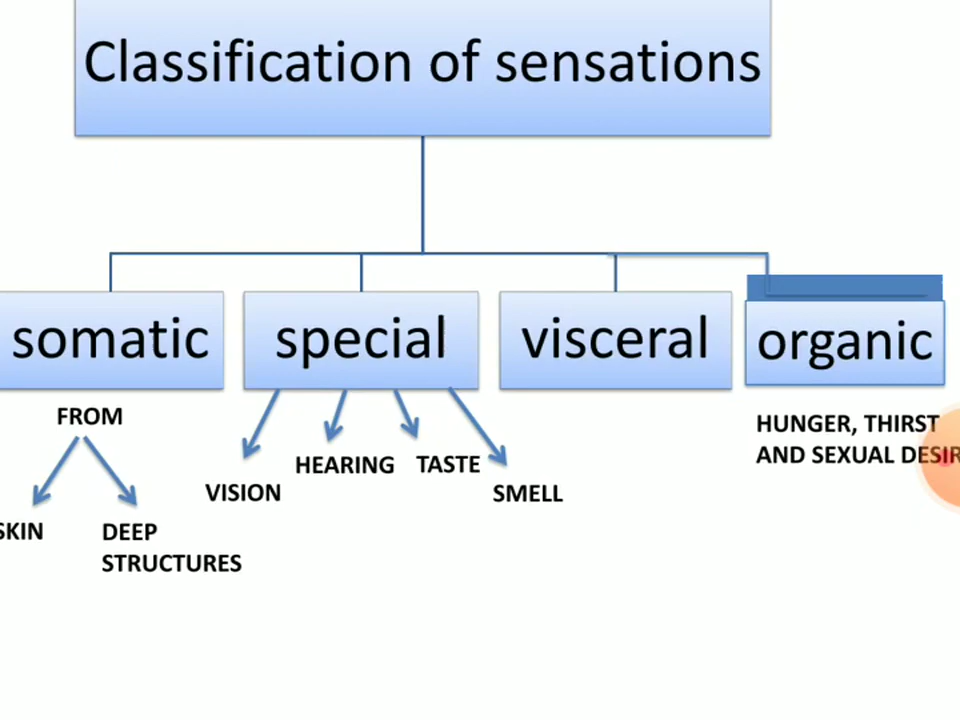 Classification of sensations
somatic
special
visceral
organic
FROM
HUNGER, THIRST
AND SEXUAL DESIR
HEARING
TASTE
VISION
SMELL
SKIN
DEEP
STRUCTURES